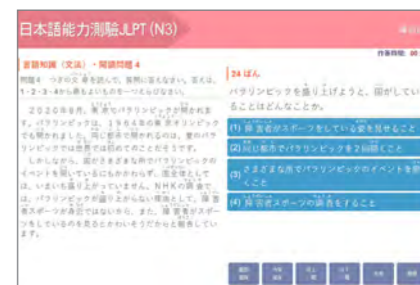 日本語能力測驗JLPT (N3)
言語知識（文法）・閱讀問題 4
問題4 つぎの文章を読んで、質問に答えなさい。答えは、
1・2・3・4から最もよいものを一つえらびなさい。
2020年8月、東京でパラリンピックが開かれま
す。パラリンピックは、1964年の東京オリンピック
でも開かれました。同じ都市で開かれるのは、夏のパラ
リンピックでは世界でも初めてのことだそうです。
しかしながら、国がさまざまな所でパラリンピックの
イベントを開いているにもかかわらず、国全体として
は、いまいち盛り上がっていません。NHKの調査で
は、パラリンピックが盛り上がらない理由として、障害
者スポーツが身近ではないから、また、障害者がスポー
ツをしているのを見るとかわいそうだからと報告してい
ます。
24 ばん
パラリンピックを盛り上げようと、国がしてい
ることはどんなことか。
(1) 障害者がスポーツをしている姿を見せること
(2) 同じ都市でパラリンピックを2回開くこと
(3) さまざまな所でパラリンピックのイベントを開
くこと
(4) 障害者スポーツの調査をすること